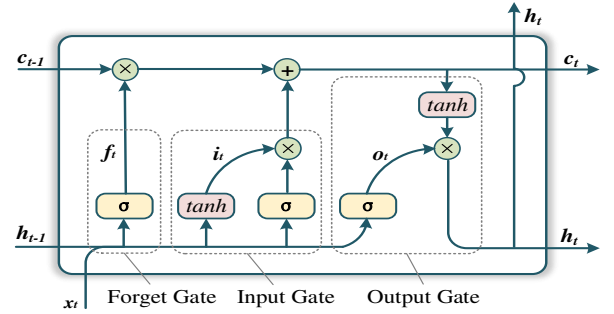 h_t
c_{t-1}
×
+
c_t
tanh
f_t
i_t
×
o_t
×
σ
tanh
σ
σ
h_{t-1}
h_t
x_t
Forget Gate
Input Gate
Output Gate